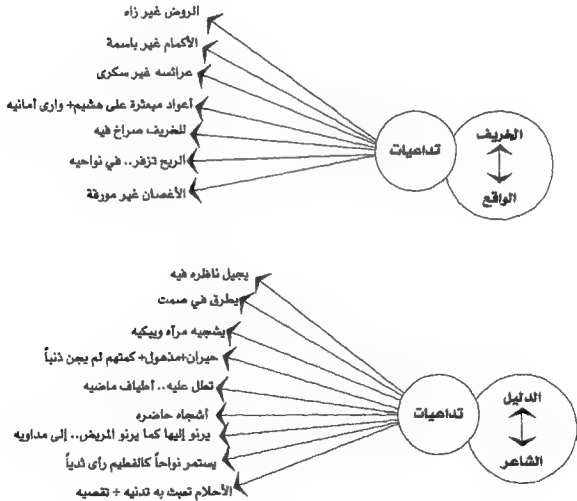 الروض غير زاه
الأكمام غير باسمة
عرائسه غير سكرى
أعواد مبعثرة على هشيم+ وارى أمانيه
للخريف صراخ فيه
الريح تزفر.. في نواحيه
الأغصان غير مورقة
تداعيات
الخريف
الواقع
يجيل ناظره فيه
يطرق في صمت
يشجيه مرآه ويبكيه
حيران+مذهول+ كمتهم لم يجن ذنباً
تطل عليه.. أطياف ماضيه
أشجاه حاضره
يرنو إليها كما يرنو المريض.. إلى مداويه
يستمر نواحاً كالفطيم رأى ثدياً
الأحلام تعبث به تدنيه + تقصيه
تداعيات
الدليل
الشاعر